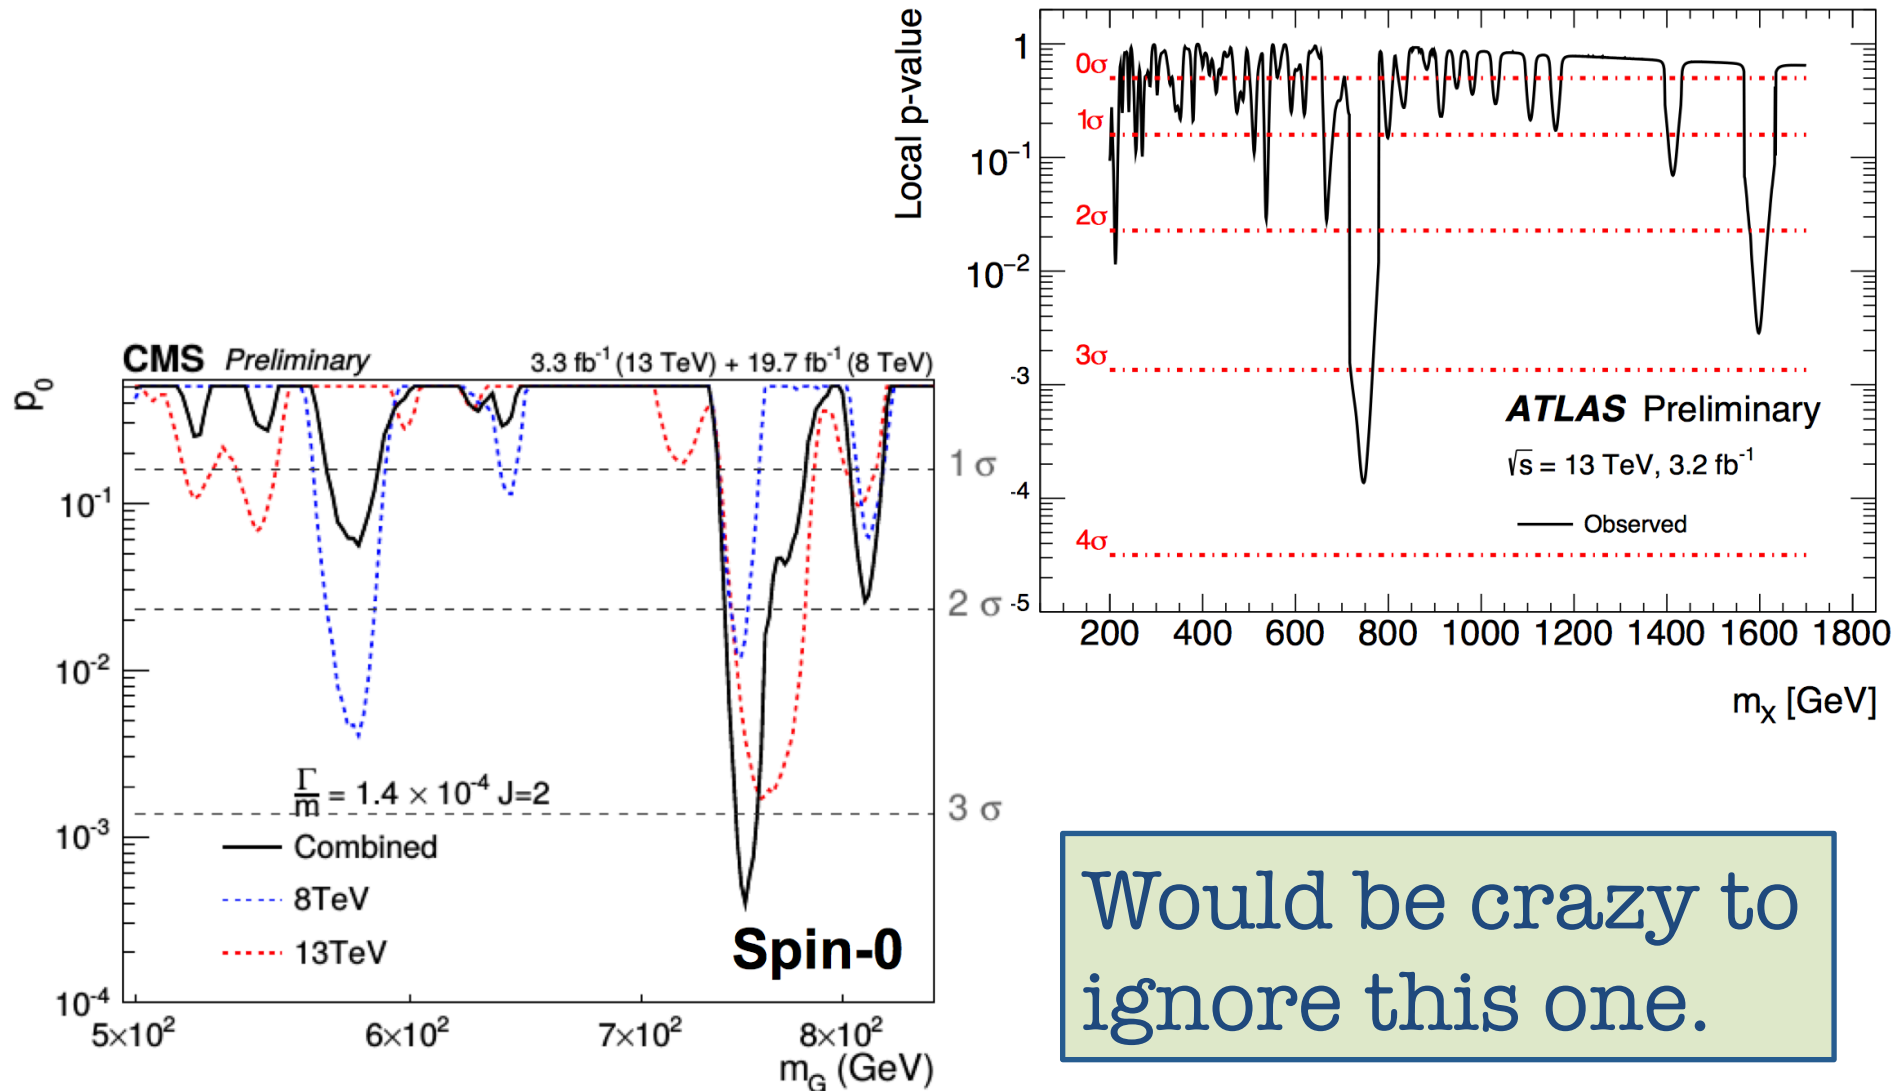 CMS Preliminary 3.3 fb⁻¹ (13 TeV) + 19.7 fb⁻¹ (8 TeV)
p₀
10⁻¹
10⁻²
10⁻³
10⁻⁴
1 σ
2 σ
3 σ
Γ/m = 1.4 × 10⁻⁴ J=2
Combined
8TeV
13TeV
Spin-0
5×10² 6×10² 7×10² 8×10²
m_G (GeV)
Local p-value
1
10⁻¹
10⁻²
-3
-4
-5
0σ
1σ
2σ
3σ
4σ
ATLAS Preliminary
√s = 13 TeV, 3.2 fb⁻¹
Observed
200 400 600 800 1000 1200 1400 1600 1800
m_X [GeV]
Would be crazy to
ignore this one.